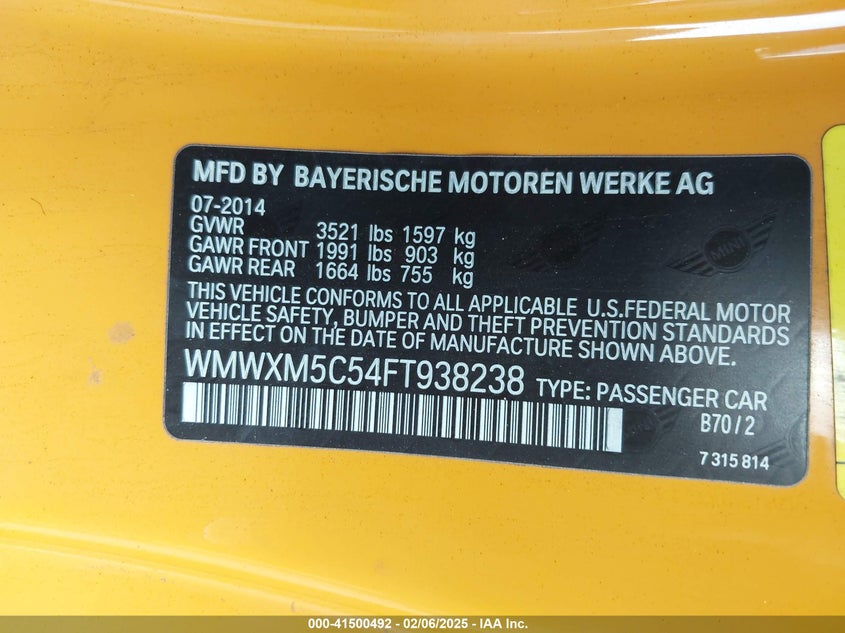 MFD BY BAYERISCHE MOTOREN WERKE AG
07-2014
GVWR 3521 lbs 1597 kg
GAWR FRONT 1991 lbs 903 kg
GAWR REAR 1664 lbs 755 kg
THIS VEHICLE CONFORMS TO ALL APPLICABLE U.S.FEDERAL MOTOR
VEHICLE SAFETY, BUMPER AND THEFT PREVENTION STANDARDS
IN EFFECT ON THE DATE OF MANUFACTURE SHOWN ABOVE.
WMWXM5C54FT938238 TYPE: PASSENGER CAR
B70/2
7 315 814
MINI
000-41500492 - 02/06/2025 - IAA Inc.